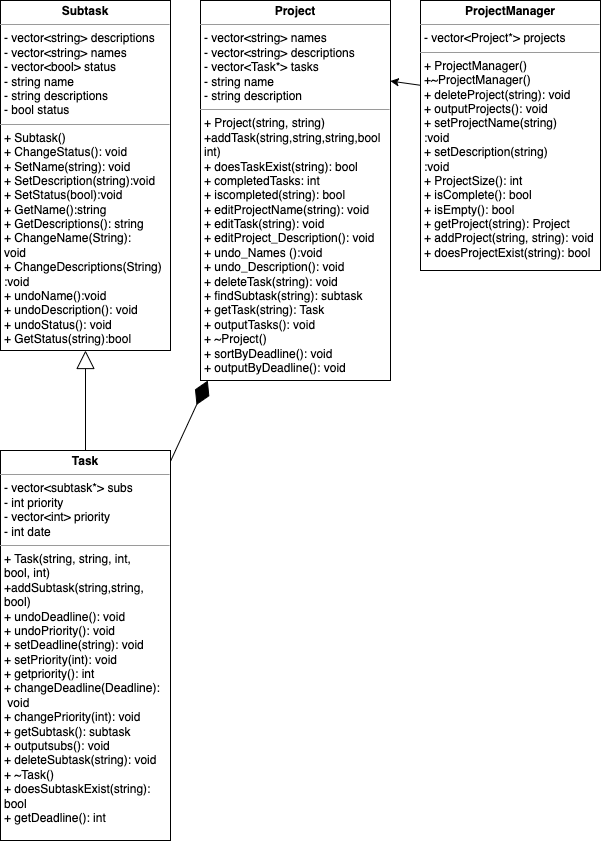 Subtask
- vector<string> descriptions
- vector<string> names
- vector<bool> status
- string name
- string descriptions
- bool status
+ Subtask()
+ ChangeStatus(): void
+ SetName(string): void
+ SetDescription(string):void
+ SetStatus(bool):void
+ GetName():string
+ GetDescriptions(): string
+ ChangeName(String):
void
+ ChangeDescriptions(String)
:void
+ undoName():void
+ undoDescription(): void
+ undoStatus(): void
+ GetStatus(string):bool
Project
- vector<string> names
- vector<string> descriptions
- vector<Task*> tasks
- string name
- string description
+ Project(string, string)
+addTask(string,string,string,bool
int)
+ doesTaskExist(string): bool
+ completedTasks: int
+ iscompleted(string): bool
+ editProjectName(string): void
+ editTask(string): void
+ editProject_Description(): void
+ undo_Names ():void
+ undo_Description(): void
+ deleteTask(string): void
+ findSubtask(string): subtask
+ getTask(string): Task
+ outputTasks(): void
+ ~Project()
+ sortByDeadline(): void
+ outputByDeadline(): void
ProjectManager
- vector<Project*> projects
+ ProjectManager()
+~ProjectManager()
+ deleteProject(string): void
+ outputProjects(): void
+ setProjectName(string)
:void
+ setDescription(string)
:void
+ ProjectSize(): int
+ isComplete(): bool
+ isEmpty(): bool
+ getProject(string): Project
+ addProject(string, string): void
+ doesProjectExist(string): bool
Task
- vector<subtask*> subs
- int priority
- vector<int> priority
- int date
+ Task(string, string, int,
bool, int)
+addSubtask(string,string,
bool)
+ undoDeadline(): void
+ undoPriority(): void
+ setDeadline(string): void
+ setPriority(int): void
+ getpriority(): int
+ changeDeadline(Deadline):
void
+ changePriority(int): void
+ getSubtask(): subtask
+ outputsubs(): void
+ deleteSubtask(string): void
+ ~Task()
+ doesSubtaskExist(string):
bool
+ getDeadline(): int